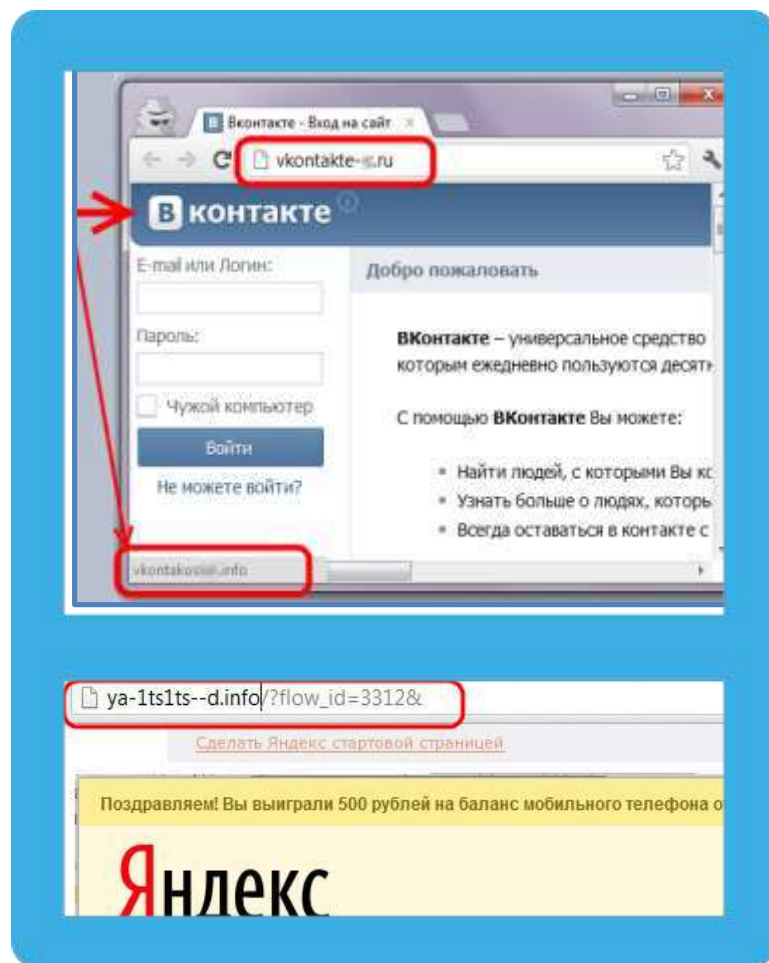 Вконтакте - Вход на сайт
vkontakte- .ru
В контакте
E-mail или Логин:
Добро пожаловать
Пароль:
ВКонтакте – универсальное средство
которым ежедневно пользуются
Чужой компьютер
С помощью ВКонтакте Вы можете:
Войти
Найти людей, с которыми Вы
Не можете войти?
Узнать больше о людях,
Всегда оставаться в контакте с
ya-1ts1ts--d.info/?flow_id=3312&
Сделать Яндекс стартовой страницей
Поздравляем! Вы выиграли 500 рублей на баланс мобильного телефона
Яндекс